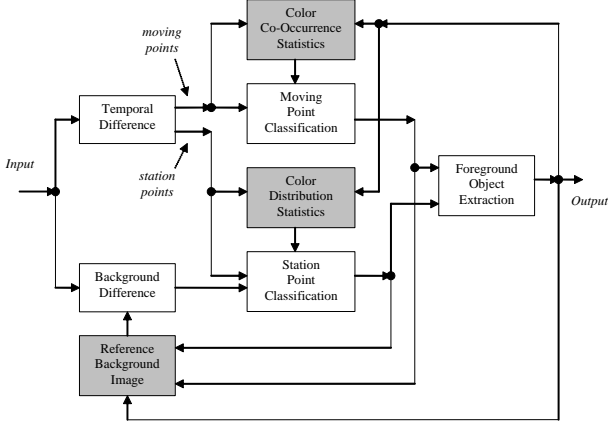 moving
points
Color
Co-Occurrence
Statistics
Temporal
Difference
Moving
Point
Classification
Input
station
points
Color
Distribution
Statistics
Foreground
Object
Extraction
Output
Background
Difference
Station
Point
Classification
Reference
Background
Image